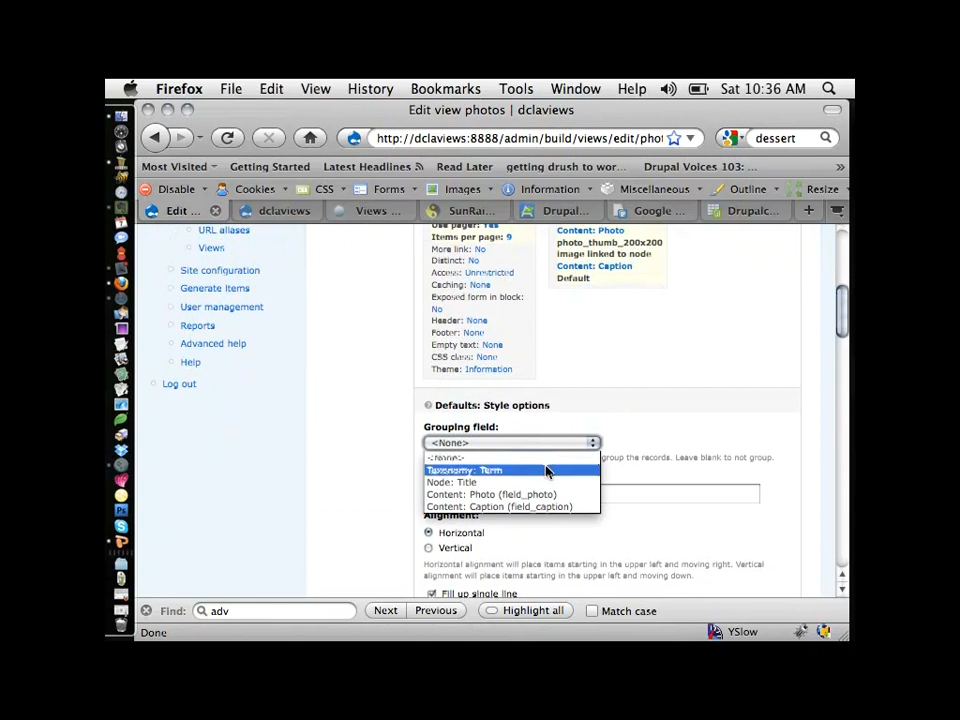 Firefox File Edit View History Bookmarks Tools Window Help Sat 10:36 AM
Edit view photos | dclaviews
http://dclaviews:8888/admin/build/views/edit/phot dessert
Most Visited Getting Started Latest Headlines Read Later getting drush to wor... Drupal Voices 103:... »
Disable Cookies CSS Forms Images Information Miscellaneous Outline Resize
Edit ... dclaviews Views ... SunRai... Drupal... Google ... Drupalc...
URL aliases
Views
Site configuration
Generate items
User management
Reports
Advanced help
Help
Log out
Use pager: Yes
Items per page: 9
More link: No
Distinct: No
Access: Unrestricted
Caching: None
Exposed form in block:
No
Header: None
Footer: None
Empty text: None
CSS class: None
Theme: Information
Content: Photo
photo_thumb_200x200
image linked to node
Content: Caption
Default
Defaults: Style options
Grouping field:
<None>
<None>
Taxonomy: Term
Node: Title
Content: Photo (field_photo)
Content: Caption (field_caption)
group the records. Leave blank to not group.
Alignment:
Horizontal
Vertical
Horizontal alignment will place items starting in the upper left and moving right. Vertical
alignment will place items starting in the upper left and moving down.
Fill up single line
Find: adv Next Previous Highlight all Match case
Done YSlow